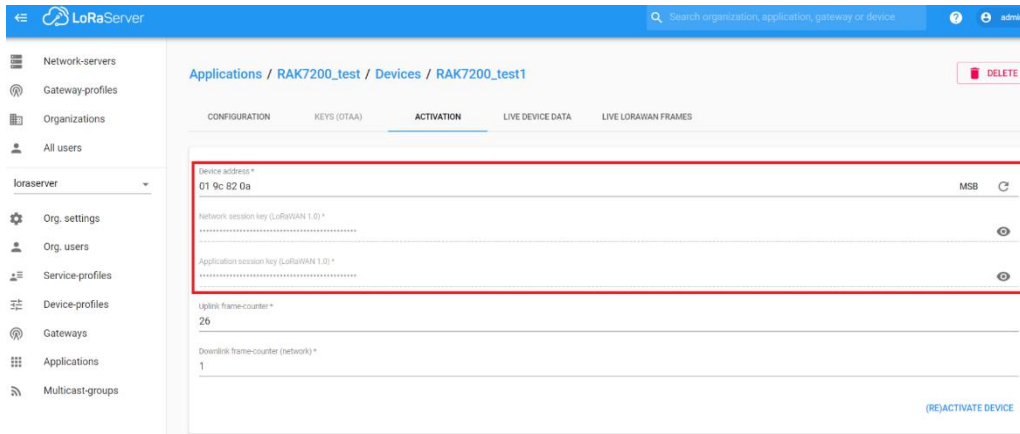 LoRaServer
Search organization, application, gateway or device
admi
Network-servers
Gateway-profiles
Organizations
All users
loraserver
Org. settings
Org. users
Service-profiles
Device-profiles
Gateways
Applications
Multicast-groups
Applications / RAK7200_test / Devices / RAK7200_test1
DELETE
CONFIGURATION KEYS (OTAA) ACTIVATION LIVE DEVICE DATA LIVE LORAWAN FRAMES
Device address *
01 9c 82 0a MSB
Network session key (LoRaWAN 1.0) *
Application session key (LoRaWAN 1.0) *
Uplink frame-counter *
26
Downlink frame-counter (network) *
1
(RE)ACTIVATE DEVICE